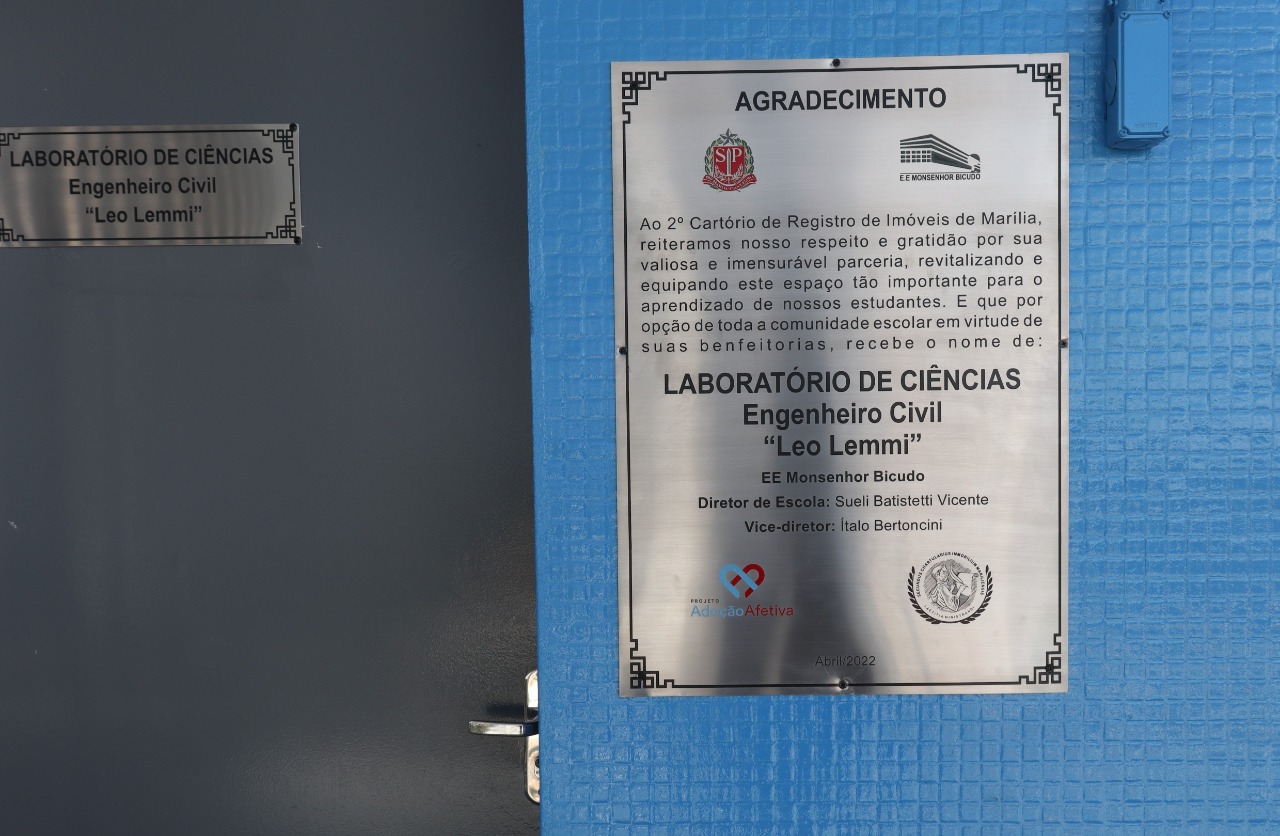 LABORATÓRIO DE CIÊNCIAS
Engenheiro Civil
“Leo Lemmi”
AGRADECIMENTO
SP
E.E MONSENHOR BICUDO
Ao 2º Cartório de Registro de Imóveis de Marília,
reiteramos nosso respeito e gratidão por sua
valiosa e imensurável parceria, revitalizando e
equipando este espaço tão importante para o
aprendizado de nossos estudantes. E que por
opção de toda a comunidade escolar em virtude de
suas benfeitorias, recebe o nome de:
LABORATÓRIO DE CIÊNCIAS
Engenheiro Civil
“Leo Lemmi”
EE Monsenhor Bicudo
Diretor de Escola: Sueli Batistetti Vicente
Vice-diretor: Ítalo Bertoncini
PROJETO
AdoçãoAfetiva
Abril/2022